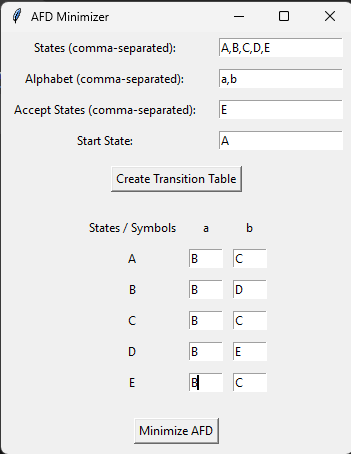 AFD Minimizer
States (comma-separated): A,B,C,D,E
Alphabet (comma-separated): a,b
Accept States (comma-separated): E
Start State: A
Create Transition Table
States / Symbols a b
A B C
B B D
C B C
D B E
E B C
Minimize AFD